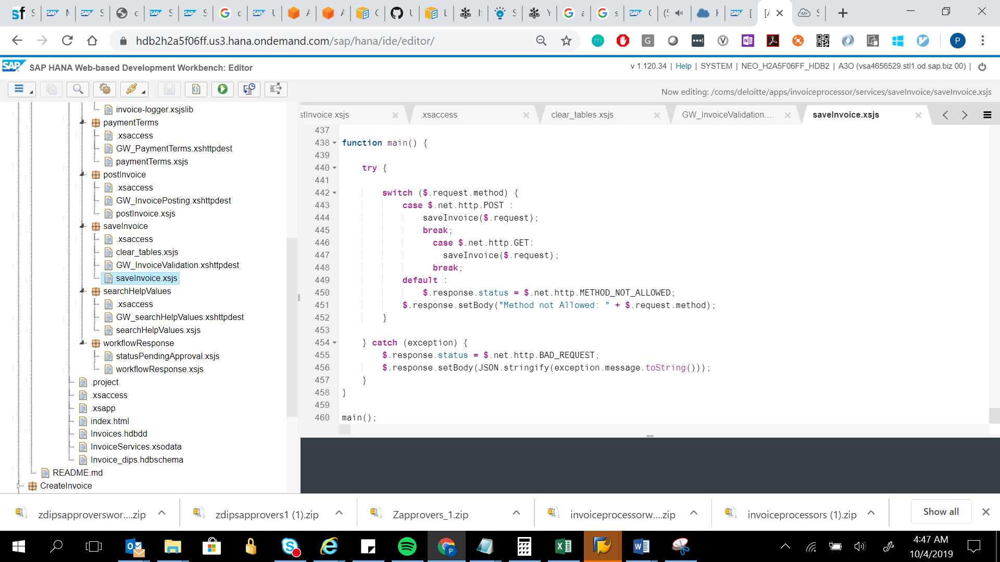 hdb2h2a5f06ff.us3.hana.ondemand.com/sap/hana/ide/editor/
SAP SAP HANA Web-based Development Workbench: Editor
v 1.120.34 | Help | SYSTEM | NEO_H2A5F06FF_HDB2 | A3O (vsa4656529.stl1.od.sap.biz 00) |
Now editing: /coms/deloitte/apps/invoiceprocessor/services/saveInvoice/saveInvoice.xsjs
invoice-logger.xsjslib
paymentTerms
.xsaccess
GW_PaymentTerms.xshttpdest
paymentTerms.xsjs
postInvoice
.xsaccess
GW_InvoicePosting.xshttpdest
postInvoice.xsjs
saveInvoice
.xsaccess
clear_tables.xsjs
GW_InvoiceValidation.xshttpdest
saveInvoice.xsjs
searchHelpValues
.xsaccess
GW_searchHelpValues.xshttpdest
searchHelpValues.xsjs
workflowResponse
statusPendingApproval.xsjs
workflowResponse.xsjs
.project
.xsaccess
.xsapp
index.html
Invoices.hdbdd
InvoiceServices.xsodata
Invoice_dips.hdbschema
README.md
CreateInvoice
stInvoice.xsjs
.xsaccess
clear_tables.xsjs
GW_InvoiceValidation....
saveInvoice.xsjs
437
438 function main() {
439
440 try {
441
442 switch ($.request.method) {
443 case $.net.http.POST :
444 saveInvoice($.request);
445 break;
446 case $.net.http.GET:
447 saveInvoice($.request);
448 break;
449 default :
450 $.response.status = $.net.http.METHOD_NOT_ALLOWED;
451 $.response.setBody("Method not Allowed: " + $.request.method);
452 }
453
454 } catch (exception) {
455 $.response.status = $.net.http.BAD_REQUEST;
456 $.response.setBody(JSON.stringify(exception.message.toString()));
457 }
458 }
459
460 main();
zdipsapproverswor....zip
zdipsapprovers1 (1).zip
Zapprovers_1.zip
invoiceprocessorw....zip
invoiceprocessors (1).zip
Show all
4:47 AM
10/4/2019